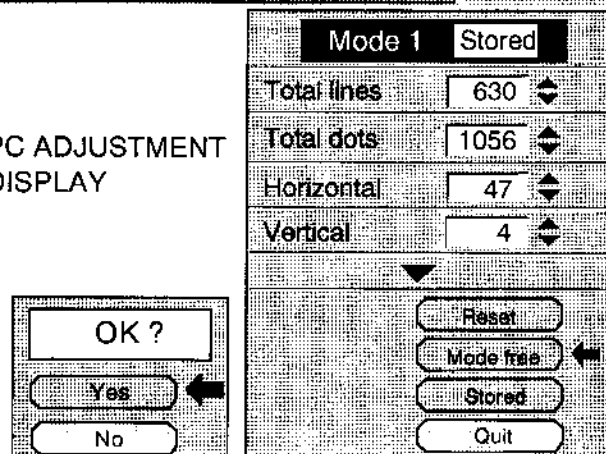 Mode 1 Stored
Total lines 630
Total dots 1056
Horizontal 47
Vertical 4
Reset
Mode free
Stored
Quit
PC ADJUSTMENT
DISPLAY
OK ?
Yes
No